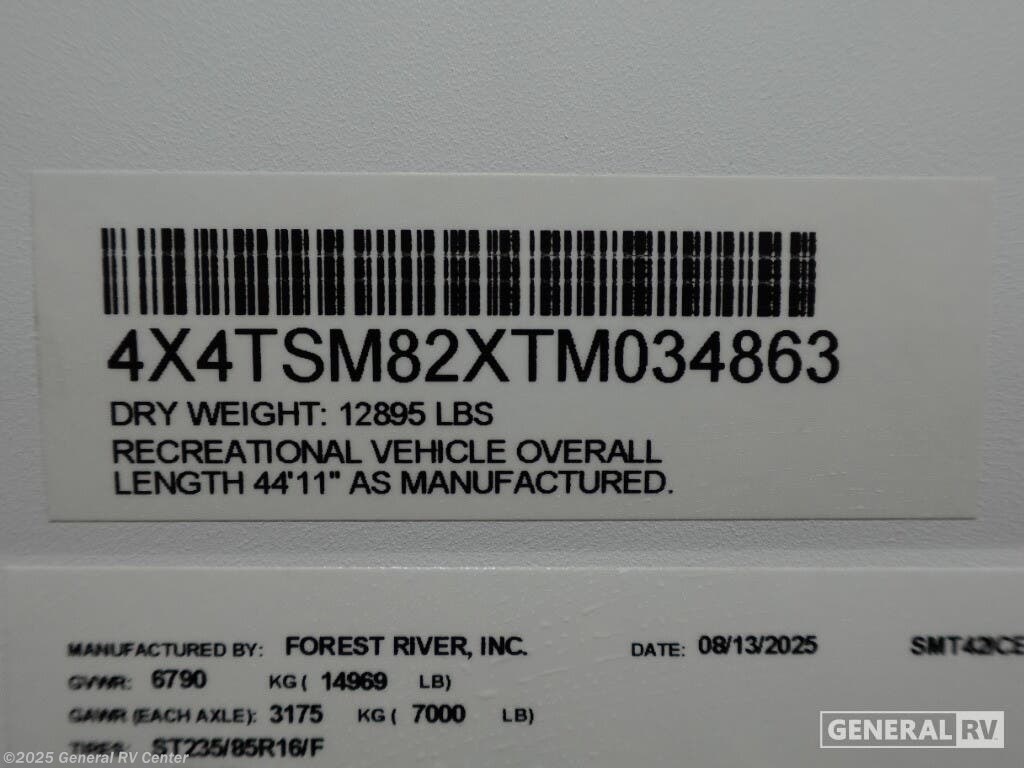 4X4TSM82XTM034863
DRY WEIGHT: 12895 LBS
RECREATIONAL VEHICLE OVERALL
LENGTH 44'11" AS MANUFACTURED.
MANUFACTURED BY: FOREST RIVER, INC. DATE: 08/13/2025
GVWR: 6790 KG ( 14969 LB)
GAWR (EACH AXLE): 3175 KG ( 7000 LB)
TIRES: ST235/85R16/F
GENERAL RV
©2025 General RV Center